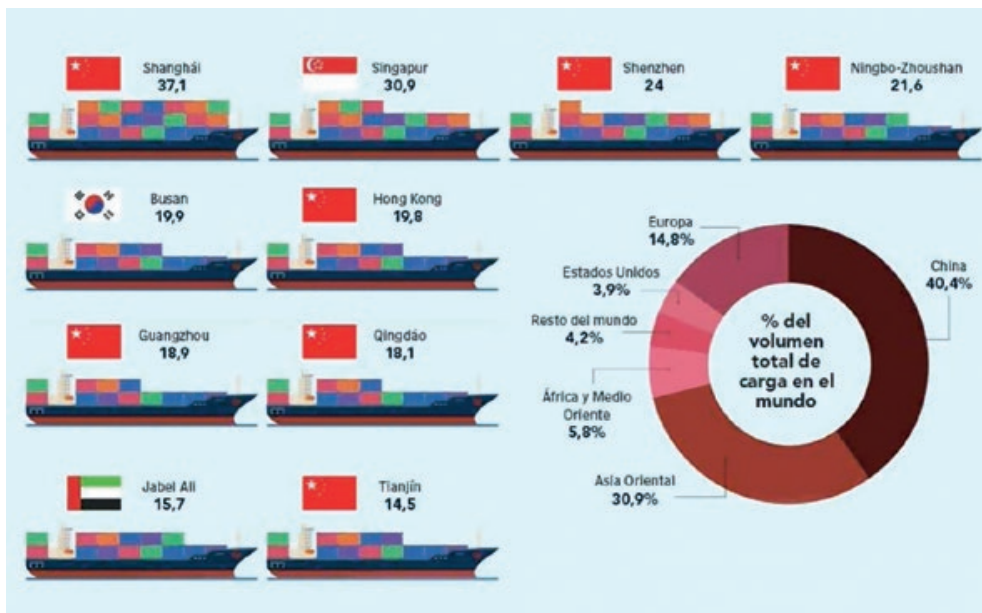 Shanghái
37,1
Singapur
30,9
Shenzhen
24
Ningbo-Zhoushan
21,6
Busan
19,9
Hong Kong
19,8
Guangzhou
18,9
Qingdáo
18,1
Jabel Ali
15,7
Tianjín
14,5
Europa
14,8%
Estados Unidos
3,9%
Resto del mundo
4,2%
África y Medio
Oriente
5,8%
Asia Oriental
30,9%
China
40,4%
% del
volumen
total de
carga en el
mundo